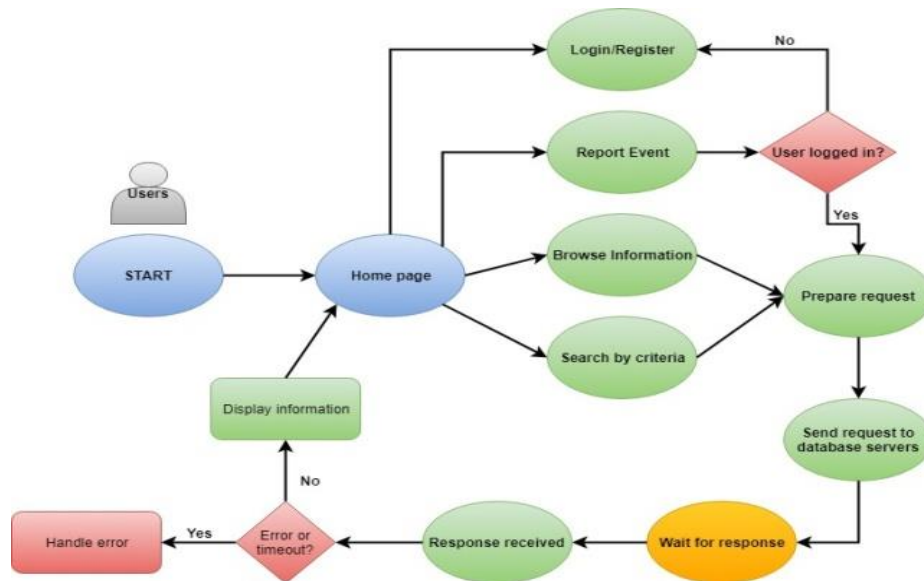 Login/Register
No
Report Event
User logged in?
Users
Yes
START
Home page
Browse Information
Prepare request
Search by criteria
Display information
Send request to
database servers
No
Handle error
Yes
Error or
timeout?
Response received
Wait for response